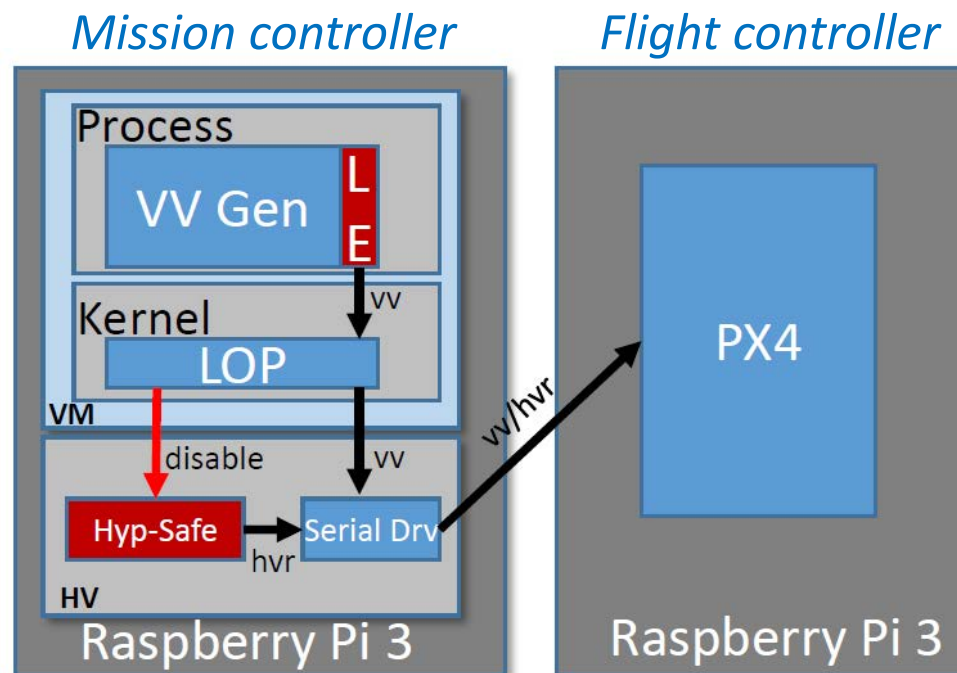 Mission controller
Flight controller
Process
VV Gen
L
E
vv
Kernel
LOP
VM
disable
vv
vv/hvr
PX4
Hyp-Safe
hvr
Serial Drv
HV
Raspberry Pi 3
Raspberry Pi 3